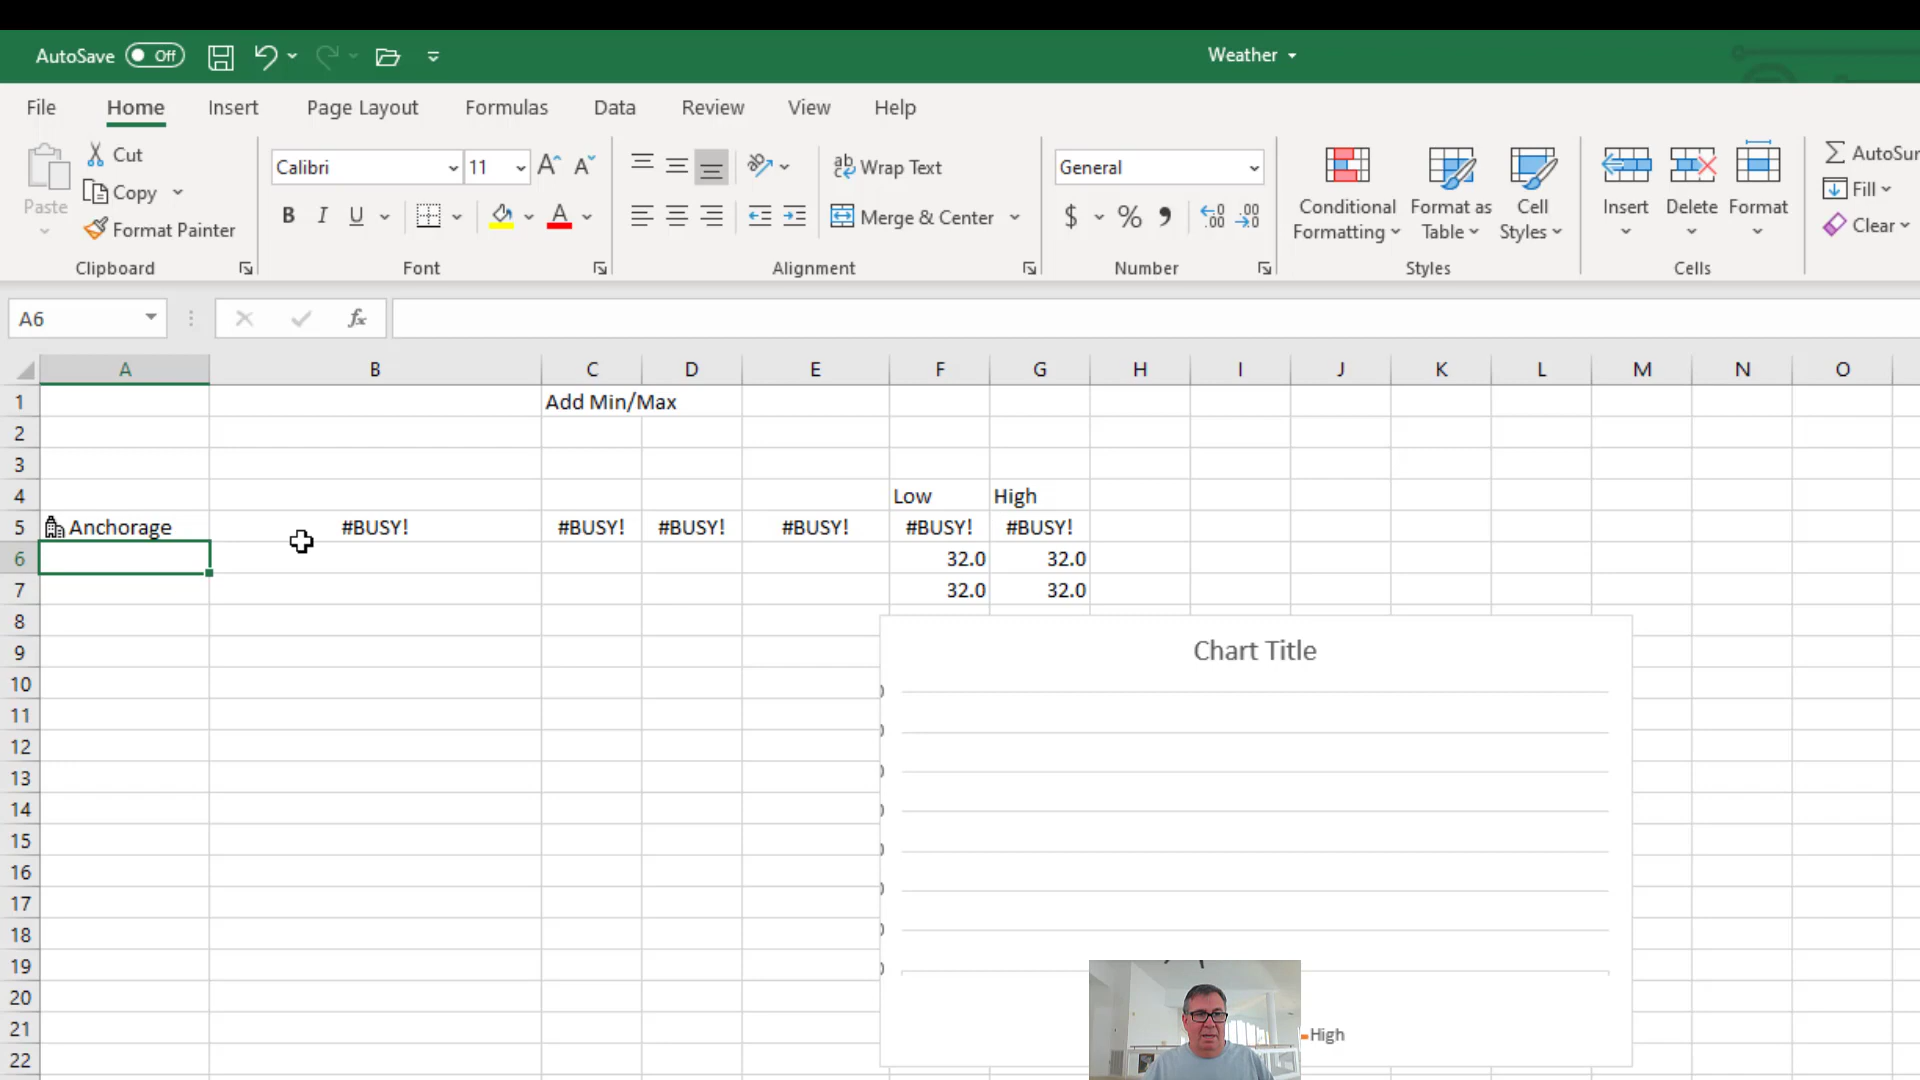 AutoSave Off Weather
File Home Insert Page Layout Formulas Data Review View Help
Paste Cut Copy Format Painter Clipboard
Calibri 11 B I U Font
ab Wrap Text Merge & Center Alignment
General $ % 9 Number
Conditional Formatting Format as Table Cell Styles Styles
Insert Delete Format Cells
Fill Clear
A6 fx
A B C D E F G H I J K L M N O
1 Add Min/Max
2
3
4 Low High
5 Anchorage #BUSY! #BUSY! #BUSY! #BUSY! #BUSY! #BUSY!
6 32.0 32.0
7 32.0 32.0
8
9 Chart Title
10
11
12
13
14
15
16
17
18
19
20
21 High
22